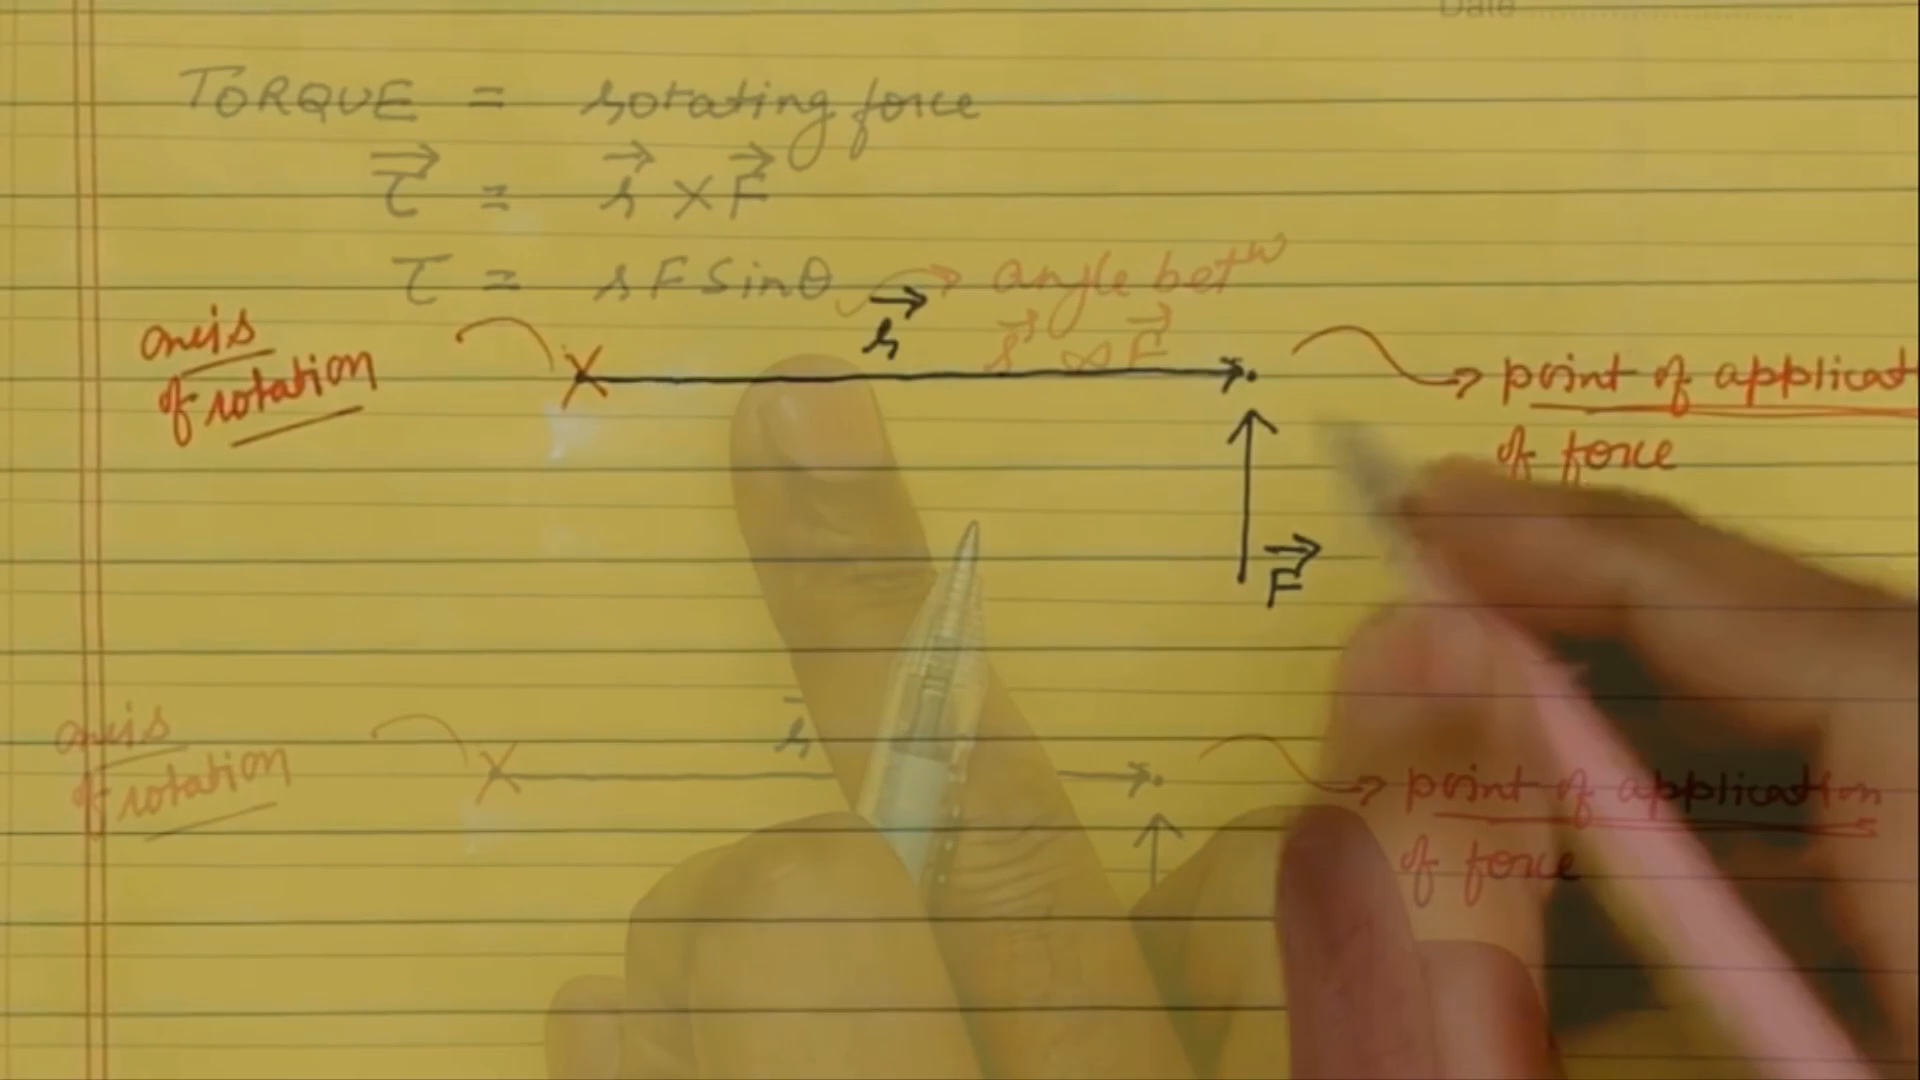 Date
TORQUE = rotating force
τ⃗ = r⃗ × F⃗
τ = r F Sinθ → angle betw
r⃗ & F⃗
r⃗
axis
of rotation
→ point of applicat
of force
F⃗
axis
of rotation
r
→ point of application
of force